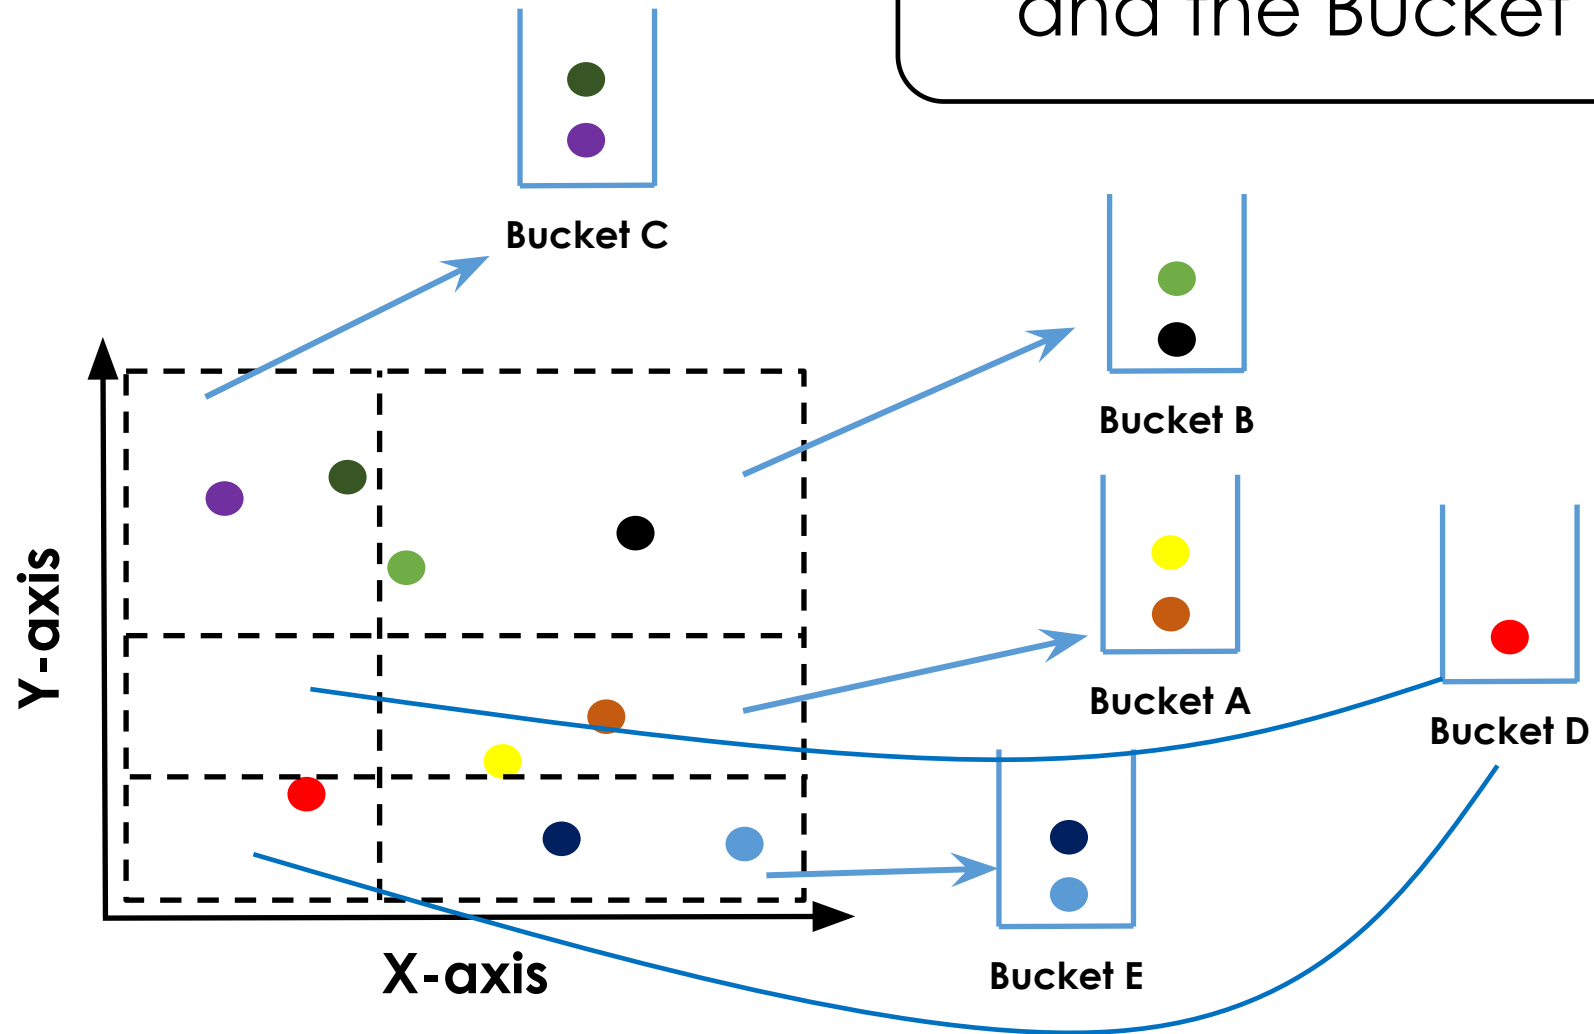 and the Bucket
Bucket C
Bucket B
Bucket A
Bucket D
Bucket E
Y-axis
X-axis